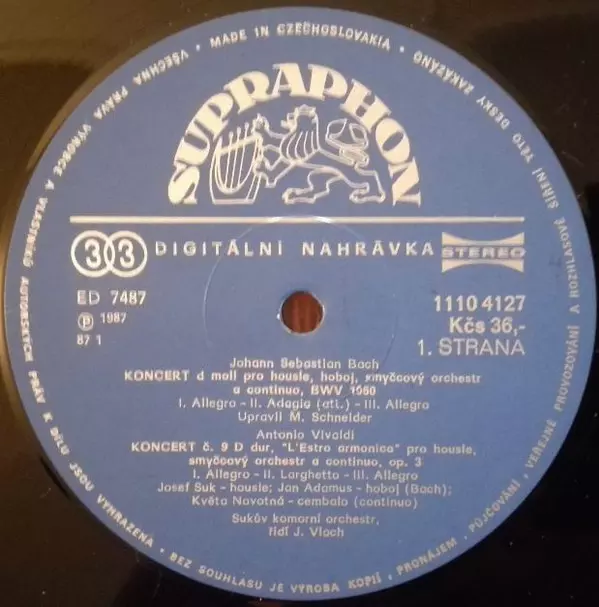 MADE IN CZECHOSLOVAKIA – VŠECHNA PRÁVA VÝROBCE A VLASTNÍKŮ AUTORSKÝCH PRÁV K DÍLU JSOU VYHRAZENA – BEZ SOUHLASU JE VÝROBA KOPIÍ – PRONÁJEM – PŮJČOVÁNÍ – VEŘEJNÉ PROVOZOVÁNÍ A ROZHLASOVÉ ŠÍŘENÍ TÉTO DESKY ZAKÁZÁNO
SUPRAPHON
33 DIGITÁLNÍ NAHRÁVKA STEREO
ED 7487 1110 4127
Ⓟ 1987 Kčs 36,-
87 1 1. STRANA
Johann Sebastian Bach
KONCERT d moll pro housle, hoboj, smyčcový orchestr
a continuo, BWV 1060
I. Allegro - II. Adagio (att.) - III. Allegro
Upravil M. Schneider
Antonio Vivaldi
KONCERT č. 9 D dur, "L'Estro armonica" pro housle,
smyčcový orchestr a continuo, op. 3
I. Allegro - II. Larghetto - III. Allegro
Josef Suk - housle; Jan Adamus - hoboj (Bach);
Květa Novotná - cembalo (continuo)
Sukův komorní orchestr,
řídí J. Vlach